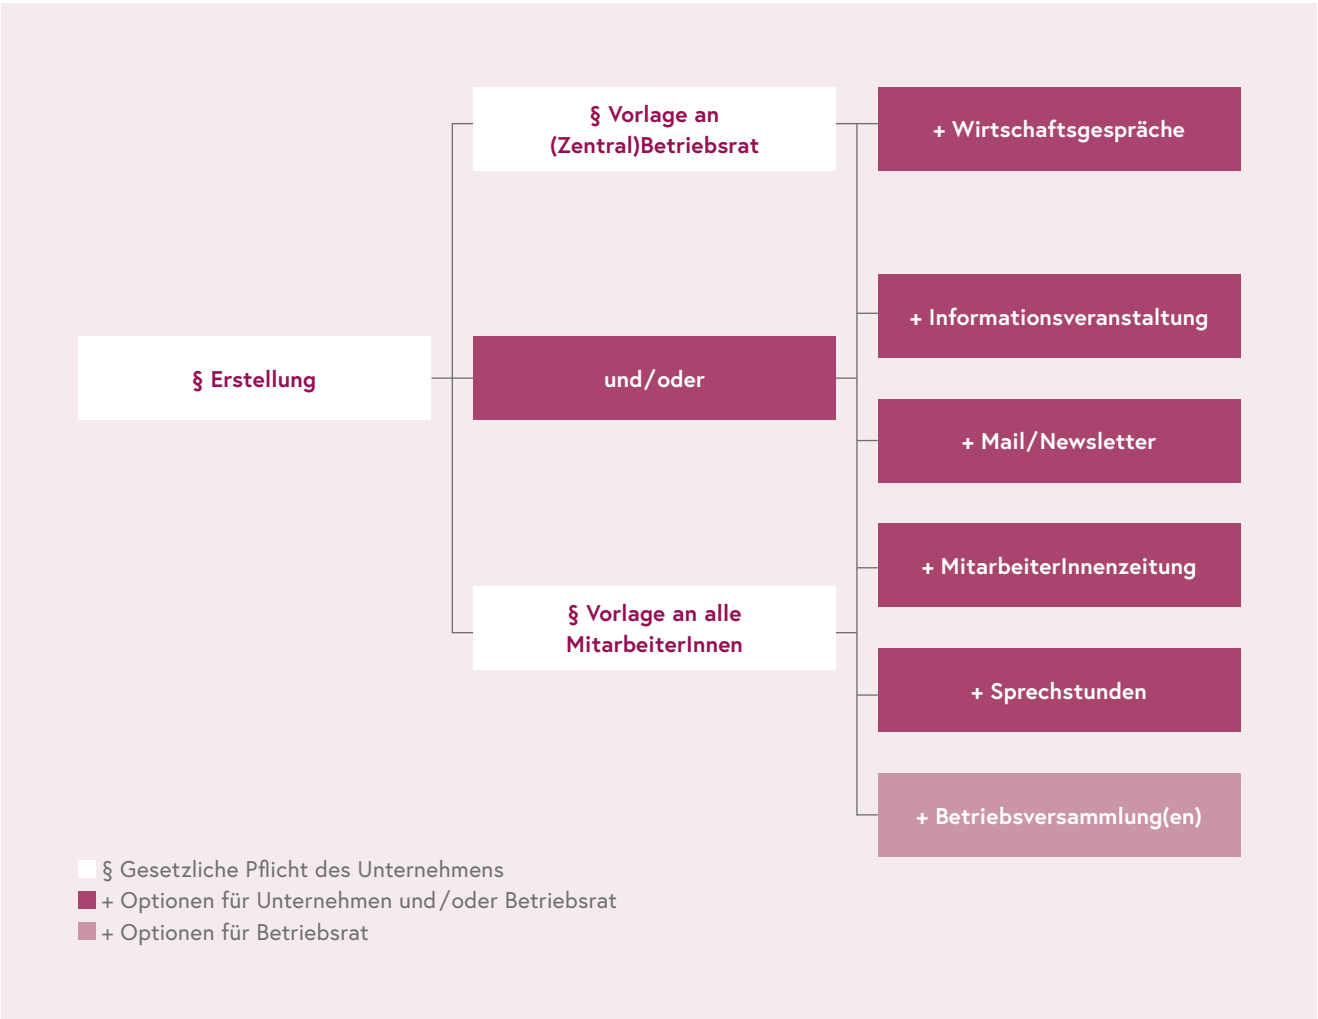 § Vorlage an
(Zentral)Betriebsrat
+ Wirtschaftsgespräche
+ Informationsveranstaltung
§ Erstellung
und/oder
+ Mail/Newsletter
+ MitarbeiterInnenzeitung
§ Vorlage an alle
MitarbeiterInnen
+ Sprechstunden
+ Betriebsversammlung(en)
§ Gesetzliche Pflicht des Unternehmens
+ Optionen für Unternehmen und/oder Betriebsrat
+ Optionen für Betriebsrat